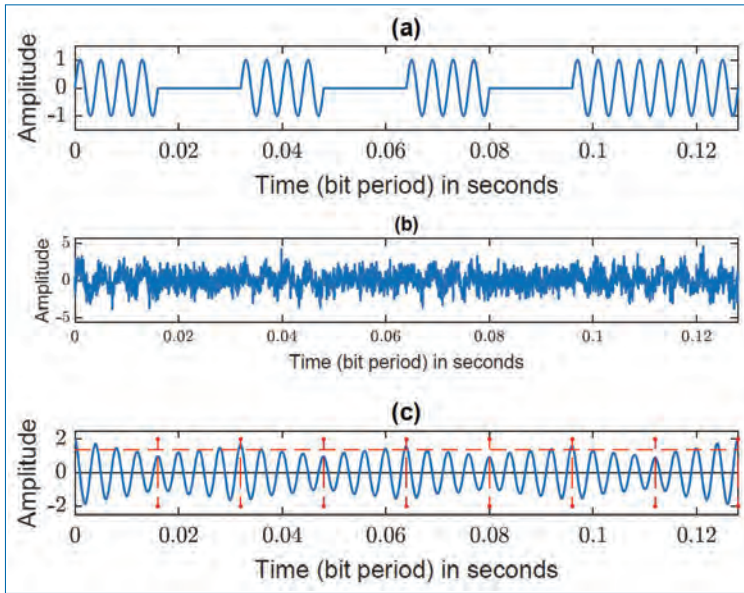 (a)
Amplitude
1
0
-1
0 0.02 0.04 0.06 0.08 0.1 0.12
Time (bit period) in seconds
(b)
Amplitude
5
0
-5
0 0.02 0.04 0.06 0.08 0.1 0.12
Time (bit period) in seconds
(c)
Amplitude
2
0
-2
0 0.02 0.04 0.06 0.08 0.1 0.12
Time (bit period) in seconds